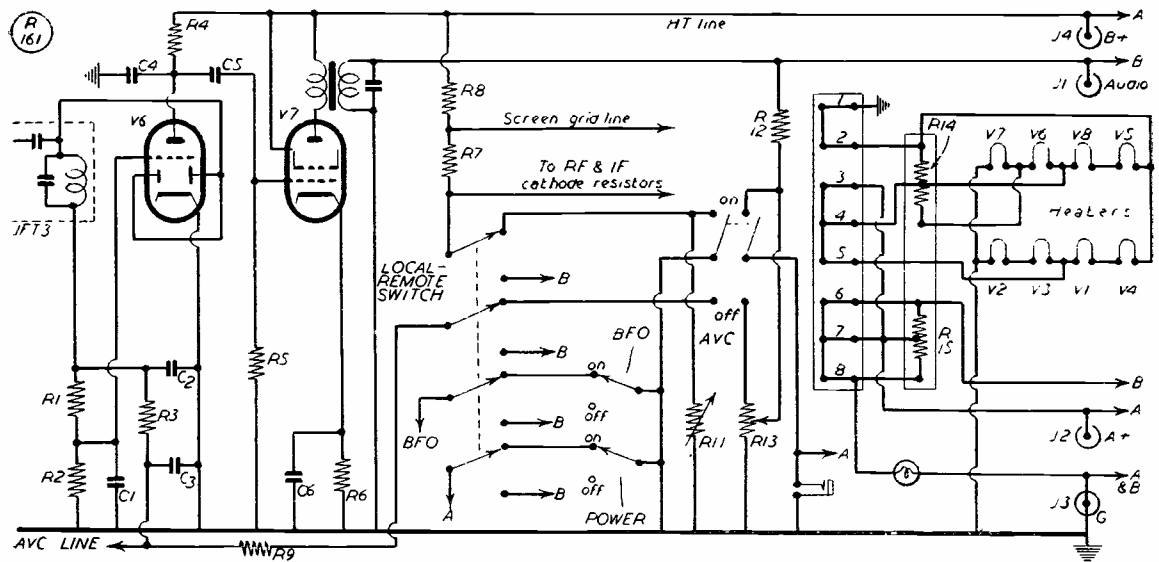 R
161
R4
HT line
A
J4
B+
C4
C5
B
J1
Audio
V6
V7
R8
R
12
Screen grid line
R7
To RF & IF
cathode resistors
1
2
3
4
5
6
7
8
R14
V7
V6
V8
V5
Heaters
V2
V3
V1
V4
IFT3
on
LOCAL-
REMOTE
SWITCH
B
off
AVC
BFO
R
15
B
on
R5
C2
R1
R3
BFO
off
B
on
R11
R13
B
A
J2
A+
R2
C1
C3
C6
R6
A
B
off
POWER
A
A
&B
J3
G
AVC LINE
R9